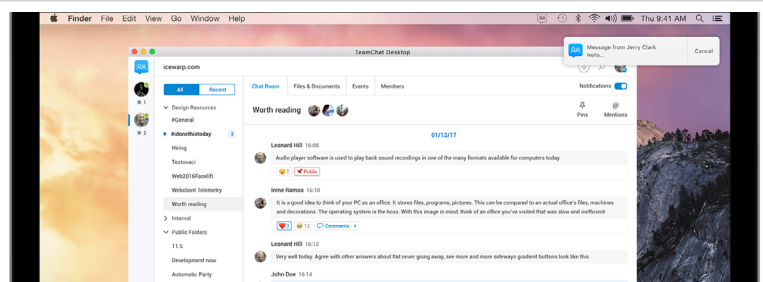 Finder File Edit View Go Window Help Thu 9:41 AM
TeamChat Desktop
Message from Jerry Clark
Hello...
Cancel
icewarp.com
All Recent
Chat Room Files & Documents Events Members
Notifications
⌘ 1
Design Resources
#General
#idonethistoday 3
Hiring
Testovaci
Web2016Facelift
Webclient Telemetry
Worth reading
Internal
Public Folders
11.5
Development now
Automatic Party
⌘ 2
Worth reading
Pins
@
Mentions
01/12/17
Leonard Hill 16:08
Audio player software is used to play back sound recordings in one of the many formats available for computers today.
2 Public
Irene Ramos 16:10
It is a good idea to think of your PC as an office. It stores files, programs, pictures. This can be compared to an actual office's files, machines
and decorations. The operating system is the boss. With this image in mind, think of an office you've visited that was slow and inefficient.
3 12 Comments 4
Leonard Hill 16:12
Very well today. Agree with other answers about flat never going away, see more and more sideways gradient buttons look like this
John Doe 16:14